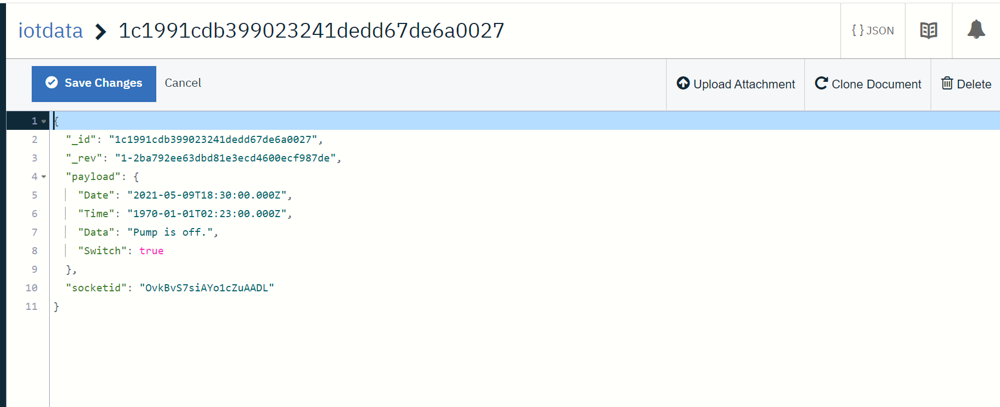 iotdata > 1c1991cdb399023241dedd67de6a0027
{ } JSON
Save Changes Cancel Upload Attachment Clone Document Delete
1 {
2 "_id": "1c1991cdb399023241dedd67de6a0027",
3 "_rev": "1-2ba792ee63dbd81e3ecd4600ecf987de",
4 "payload": {
5 "Date": "2021-05-09T18:30:00.000Z",
6 "Time": "1970-01-01T02:23:00.000Z",
7 "Data": "Pump is off.",
8 "Switch": true
9 },
10 "socketid": "OvkBvS7siAYo1cZuAADL"
11 }